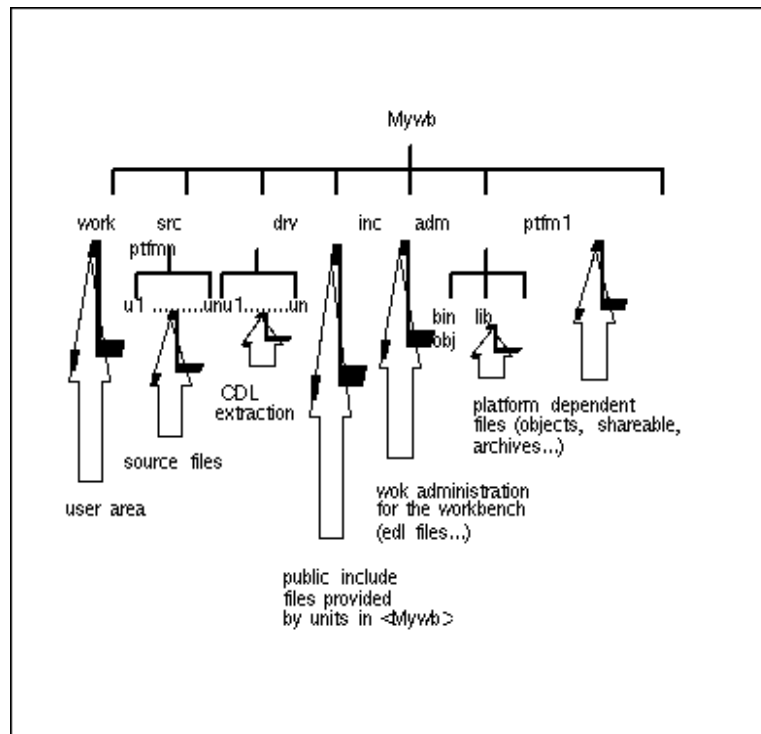 Mywb
work src drv inc adm ptfm1
ptfmn
u1 .........un u1........un
bin lib
obj
CDL
extraction
platform dependent
files (objects, shareable,
archives...)
source files
wok administration
for the workbench
(edl files...)
user area
public include
files provided
by units in <Mywb>